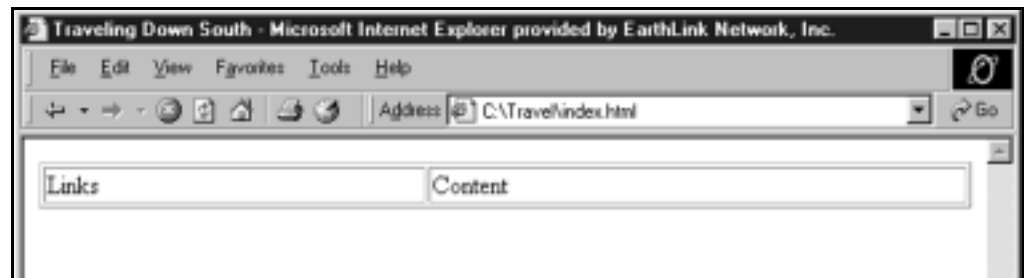 Traveling Down South - Microsoft Internet Explorer provided by EarthLink Network, Inc.
File Edit View Favorites Tools Help
Address C:\Travel\index.html Go
Links Content